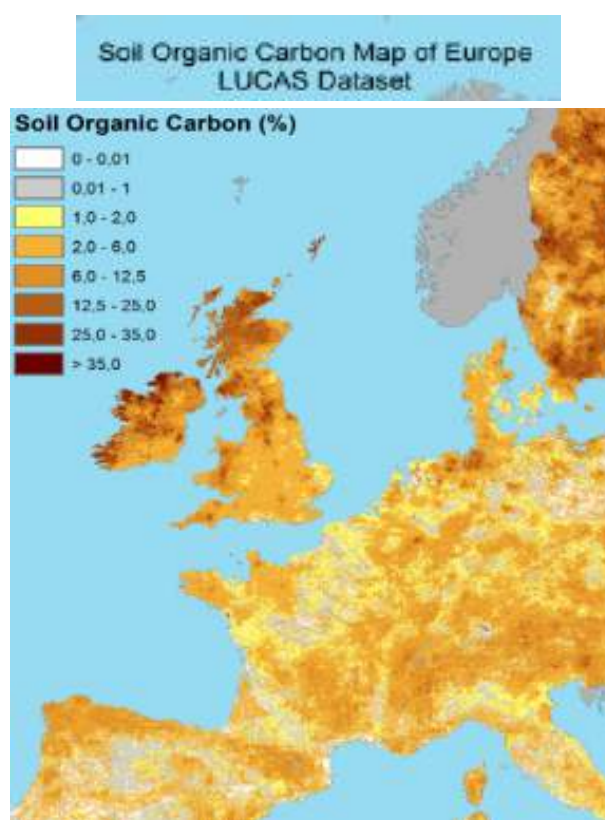 Soil Organic Carbon Map of Europe
LUCAS Dataset
Soil Organic Carbon (%)
0 - 0,01
0,01 - 1
1,0 - 2,0
2,0 - 6,0
6,0 - 12,5
12,5 - 25,0
25,0 - 35,0
> 35,0